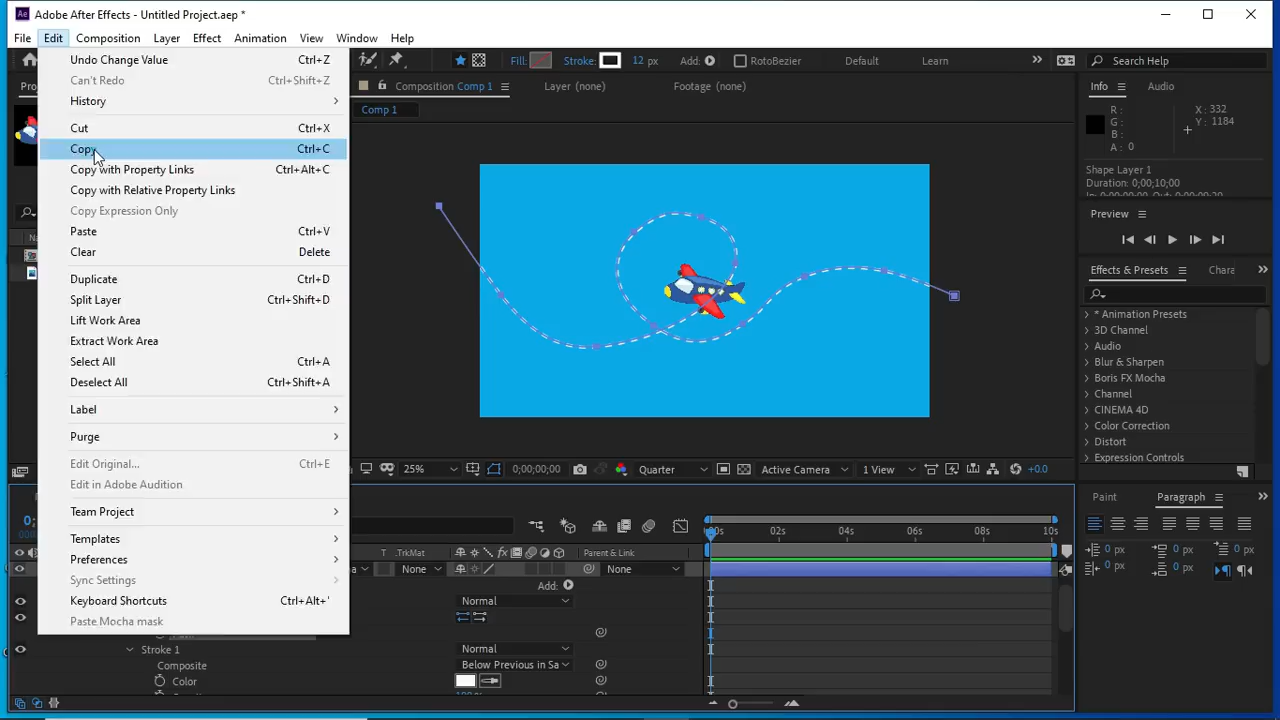 Ae Adobe After Effects - Untitled Project.aep *
File Edit Composition Layer Effect Animation View Window Help
Fill: Stroke: 12 px Add: RotoBezier Default Learn Search Help
Undo Change Value Ctrl+Z
Can't Redo Ctrl+Shift+Z
History
Cut Ctrl+X
Copy Ctrl+C
Copy with Property Links Ctrl+Alt+C
Copy with Relative Property Links
Copy Expression Only
Paste Ctrl+V
Clear Delete
Duplicate Ctrl+D
Split Layer Ctrl+Shift+D
Lift Work Area
Extract Work Area
Select All Ctrl+A
Deselect All Ctrl+Shift+A
Label
Purge
Edit Original... Ctrl+E
Edit in Adobe Audition
Team Project
Templates
Preferences
Sync Settings
Keyboard Shortcuts Ctrl+Alt+'
Paste Mocha mask
Composition Comp 1 Layer (none) Footage (none)
Comp 1
25% 0;00;00;00 Quarter Active Camera 1 View +0.0
Info Audio
R : X : 332
G : Y : 1184
B :
A : 0
Shape Layer 1
Duration: 0;00;10;00
Preview
Effects & Presets Chara
* Animation Presets
3D Channel
Audio
Blur & Sharpen
Boris FX Mocha
Channel
CINEMA 4D
Color Correction
Distort
Expression Controls
Paint Paragraph
0 px 0 px 0 px
0 px 0 px
02s 04s 06s 08s 10s
T .TrkMat fx Parent & Link
None None
Add:
Normal
Stroke 1 Normal
Composite Below Previous in Sa
Color